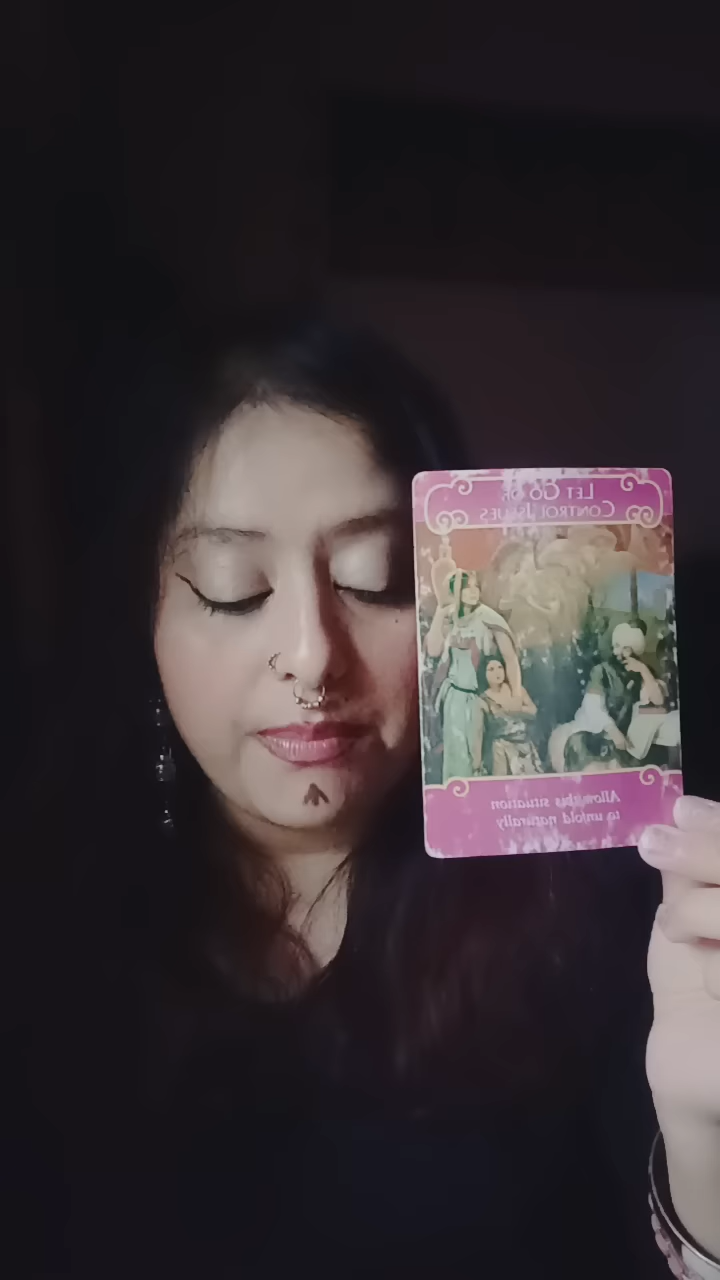 LET GO OF
CONTROL ISSUES
Allow this situation
to unfold naturally